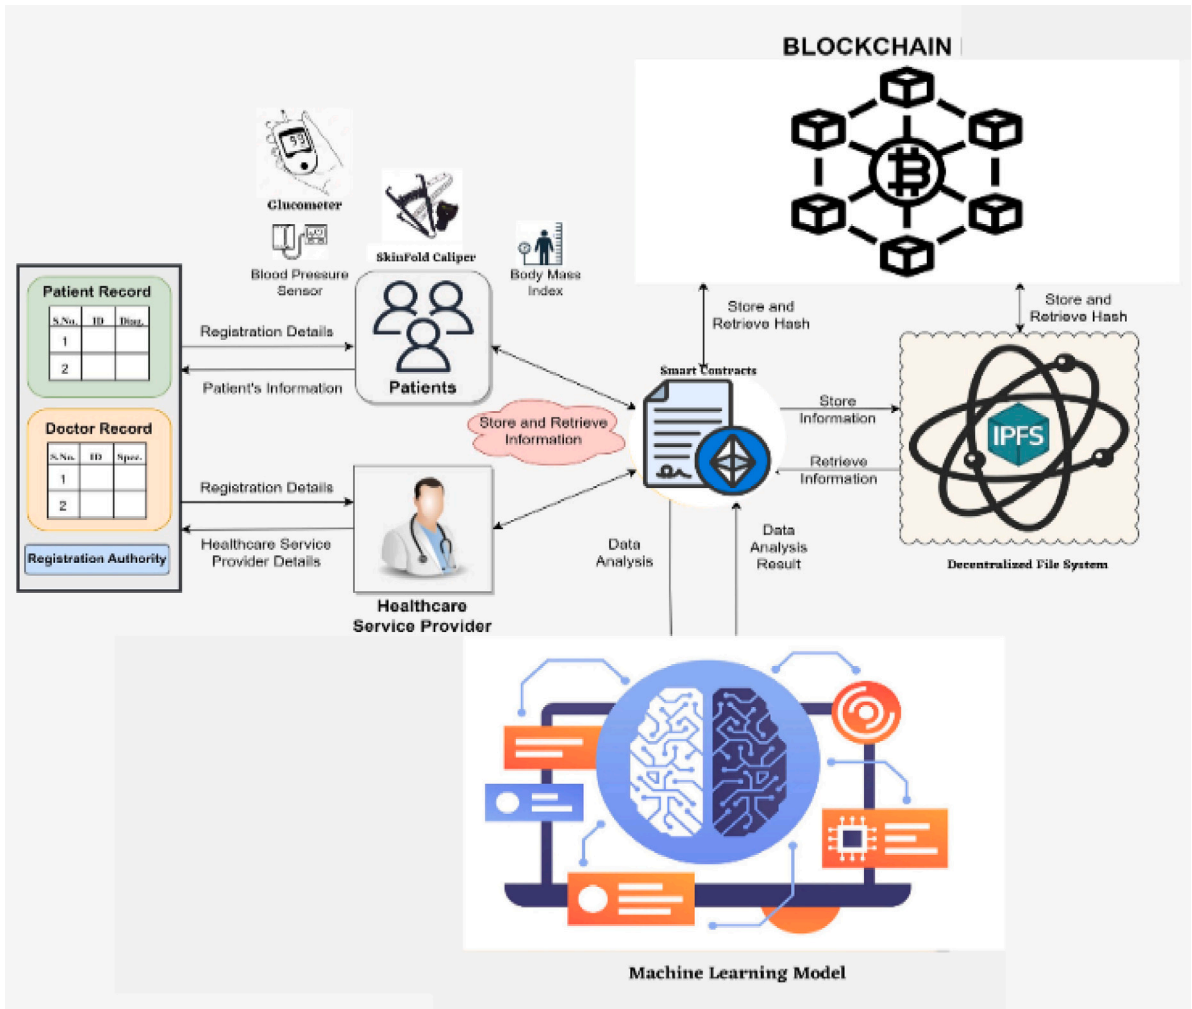 BLOCKCHAIN
99
Glucometer
SkinFold Caliper
Blood Pressure
Sensor
Body Mass
Index
Patient Record
S.No. ID Diag.
1
2
Registration Details
Patient's Information
Patients
Doctor Record
S.No. ID Spec.
1
2
Registration Authority
Registration Details
Healthcare Service
Provider Details
Healthcare
Service Provider
Store and Retrieve
Information
Store and
Retrieve Hash
Store and
Retrieve Hash
Smart Contracts
Store
Information
Retrieve
Information
IPFS
Decentralized File System
Data
Analysis
Data
Analysis
Result
Machine Learning Model